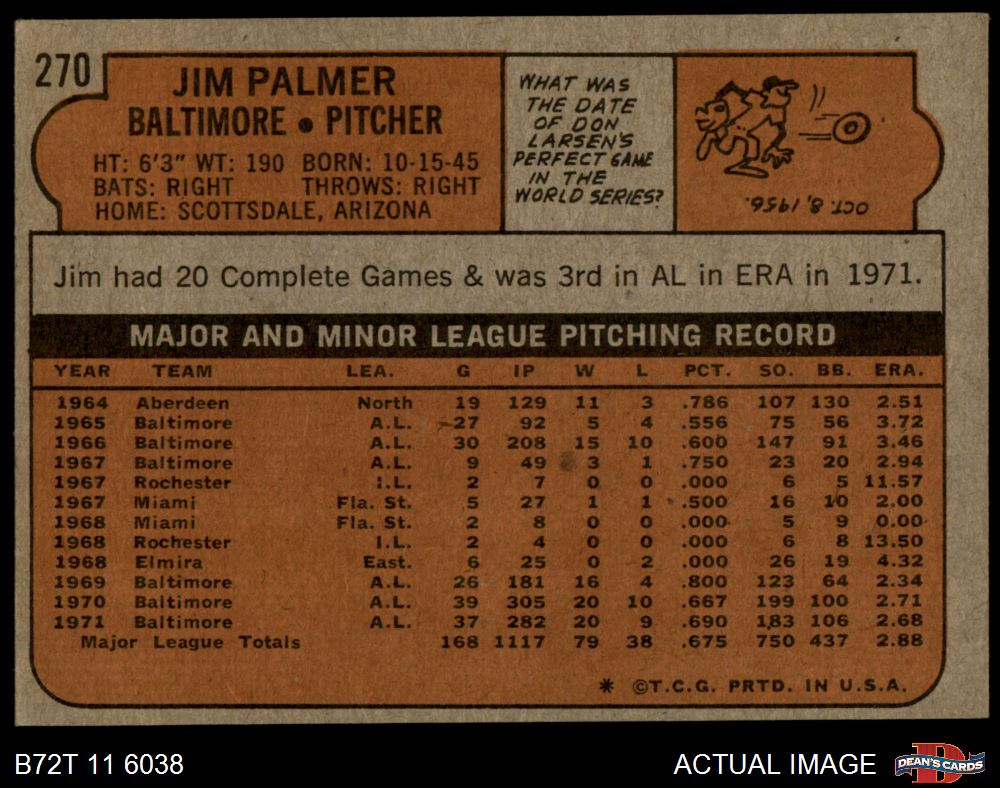 270
JIM PALMER
BALTIMORE • PITCHER
HT: 6'3" WT: 190 BORN: 10-15-45
BATS: RIGHT THROWS: RIGHT
HOME: SCOTTSDALE, ARIZONA
WHAT WAS
THE DATE
OF DON
LARSEN'S
PERFECT GAME
IN THE
WORLD SERIES?
OCT. 8, 1956.
Jim had 20 Complete Games & was 3rd in AL in ERA in 1971.
MAJOR AND MINOR LEAGUE PITCHING RECORD
YEAR TEAM LEA. G IP W L PCT. SO. BB. ERA.
1964 Aberdeen North 19 129 11 3 .786 107 130 2.51
1965 Baltimore A.L. 27 92 5 4 .556 75 56 3.72
1966 Baltimore A.L. 30 208 15 10 .600 147 91 3.46
1967 Baltimore A.L. 9 49 3 1 .750 23 20 2.94
1967 Rochester I.L. 2 7 0 0 .000 6 5 11.57
1967 Miami Fla. St. 5 27 1 1 .500 16 10 2.00
1968 Miami Fla. St. 2 8 0 0 .000 5 9 0.00
1968 Rochester I.L. 2 4 0 0 .000 6 8 13.50
1968 Elmira East. 6 25 0 2 .000 26 19 4.32
1969 Baltimore A.L. 26 181 16 4 .800 123 64 2.34
1970 Baltimore A.L. 39 305 20 10 .667 199 100 2.71
1971 Baltimore A.L. 37 282 20 9 .690 183 106 2.68
Major League Totals 168 1117 79 38 .675 750 437 2.88
* ©T.C.G. PRTD. IN U.S.A.
B72T 11 6038
ACTUAL IMAGE
D
DEAN'S CARDS